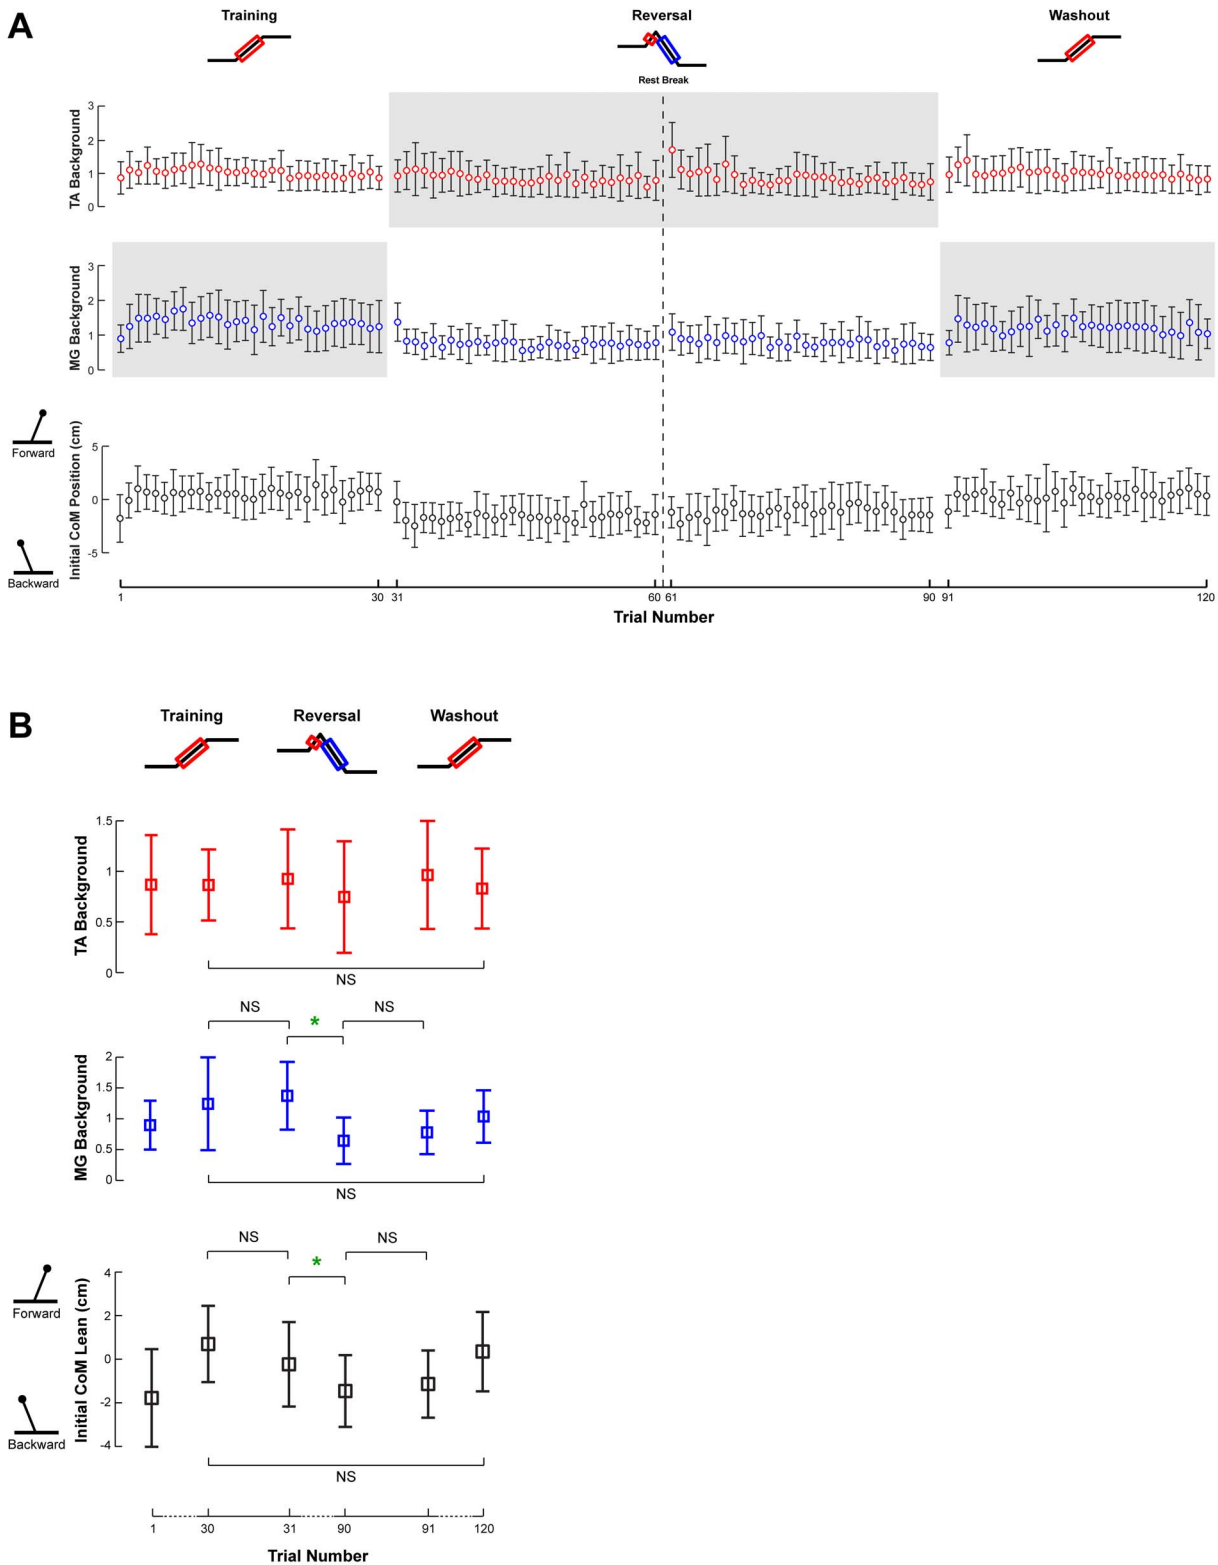 A
Training
Reversal
Washout
Rest Break
TA Background
3
2
1
0
MG Background
3
2
1
0
Forward
Initial CoM Position (cm)
5
0
-5
Backward
1 30 31 60 61 90 91 120
Trial Number
B
Training
Reversal
Washout
TA Background
1.5
1
0.5
0
NS
NS
*
NS
MG Background
2
1.5
1
0.5
0
NS
NS
*
NS
Forward
Initial CoM Lean (cm)
4
2
0
-2
-4
Backward
NS
1 30 31 90 91 120
Trial Number